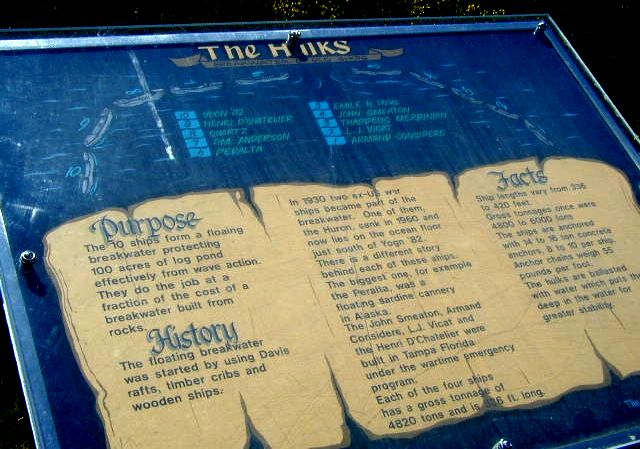 The Hulks
10 YOGN 82
9 HENRI D'CHATELIER
8 QUARTZ
7 P.M. ANDERSON
6 PERALTA
5 EMILE N. VIDAL
4 JOHN SMEATON
3 THADDEUS MERRIMAN
2 L.J. VICAT
1 ARMAND CONSIDERE
10
Purpose
The 10 ships form a floaing
breakwater protecting
100 acres of log pond
effectively from wave action.
They do the job at a
fraction of the cost of a
breakwater built from
rocks.
History
The floating breakwater
was started by using Davis
rafts, timber cribs and
wooden ships.
In 1930 two ex-US war
ships became part of the
breakwater. One of them,
the Huron, sank in 1960 and
now lies on the ocean floor
just south of Yogn '82.
There is a different story
behind each of these ships.
The biggest one, for example
the Peralta, was a
floating sardine cannery
in Alaska.
The John Smeaton, Armand
Considere, L.J. Vicat and
the Henri D'Chatelier were
built in Tampa Florida
under the wartime emergency
program.
Each of the four ships
has a gross tonnage of
4820 tons and is 336 ft. long.
Facts
Ship lengths vary from 336
to 420 feet.
Gross tonnages once were
4800 to 6000 tons
The ships are anchored
with 14 to 16 ton concrete
anchors, 8 to 10 per ship.
anchor chains weigh 55
pounds per foot.
The hulks are ballasted
with water which puts
deep in the water for
greater stability.